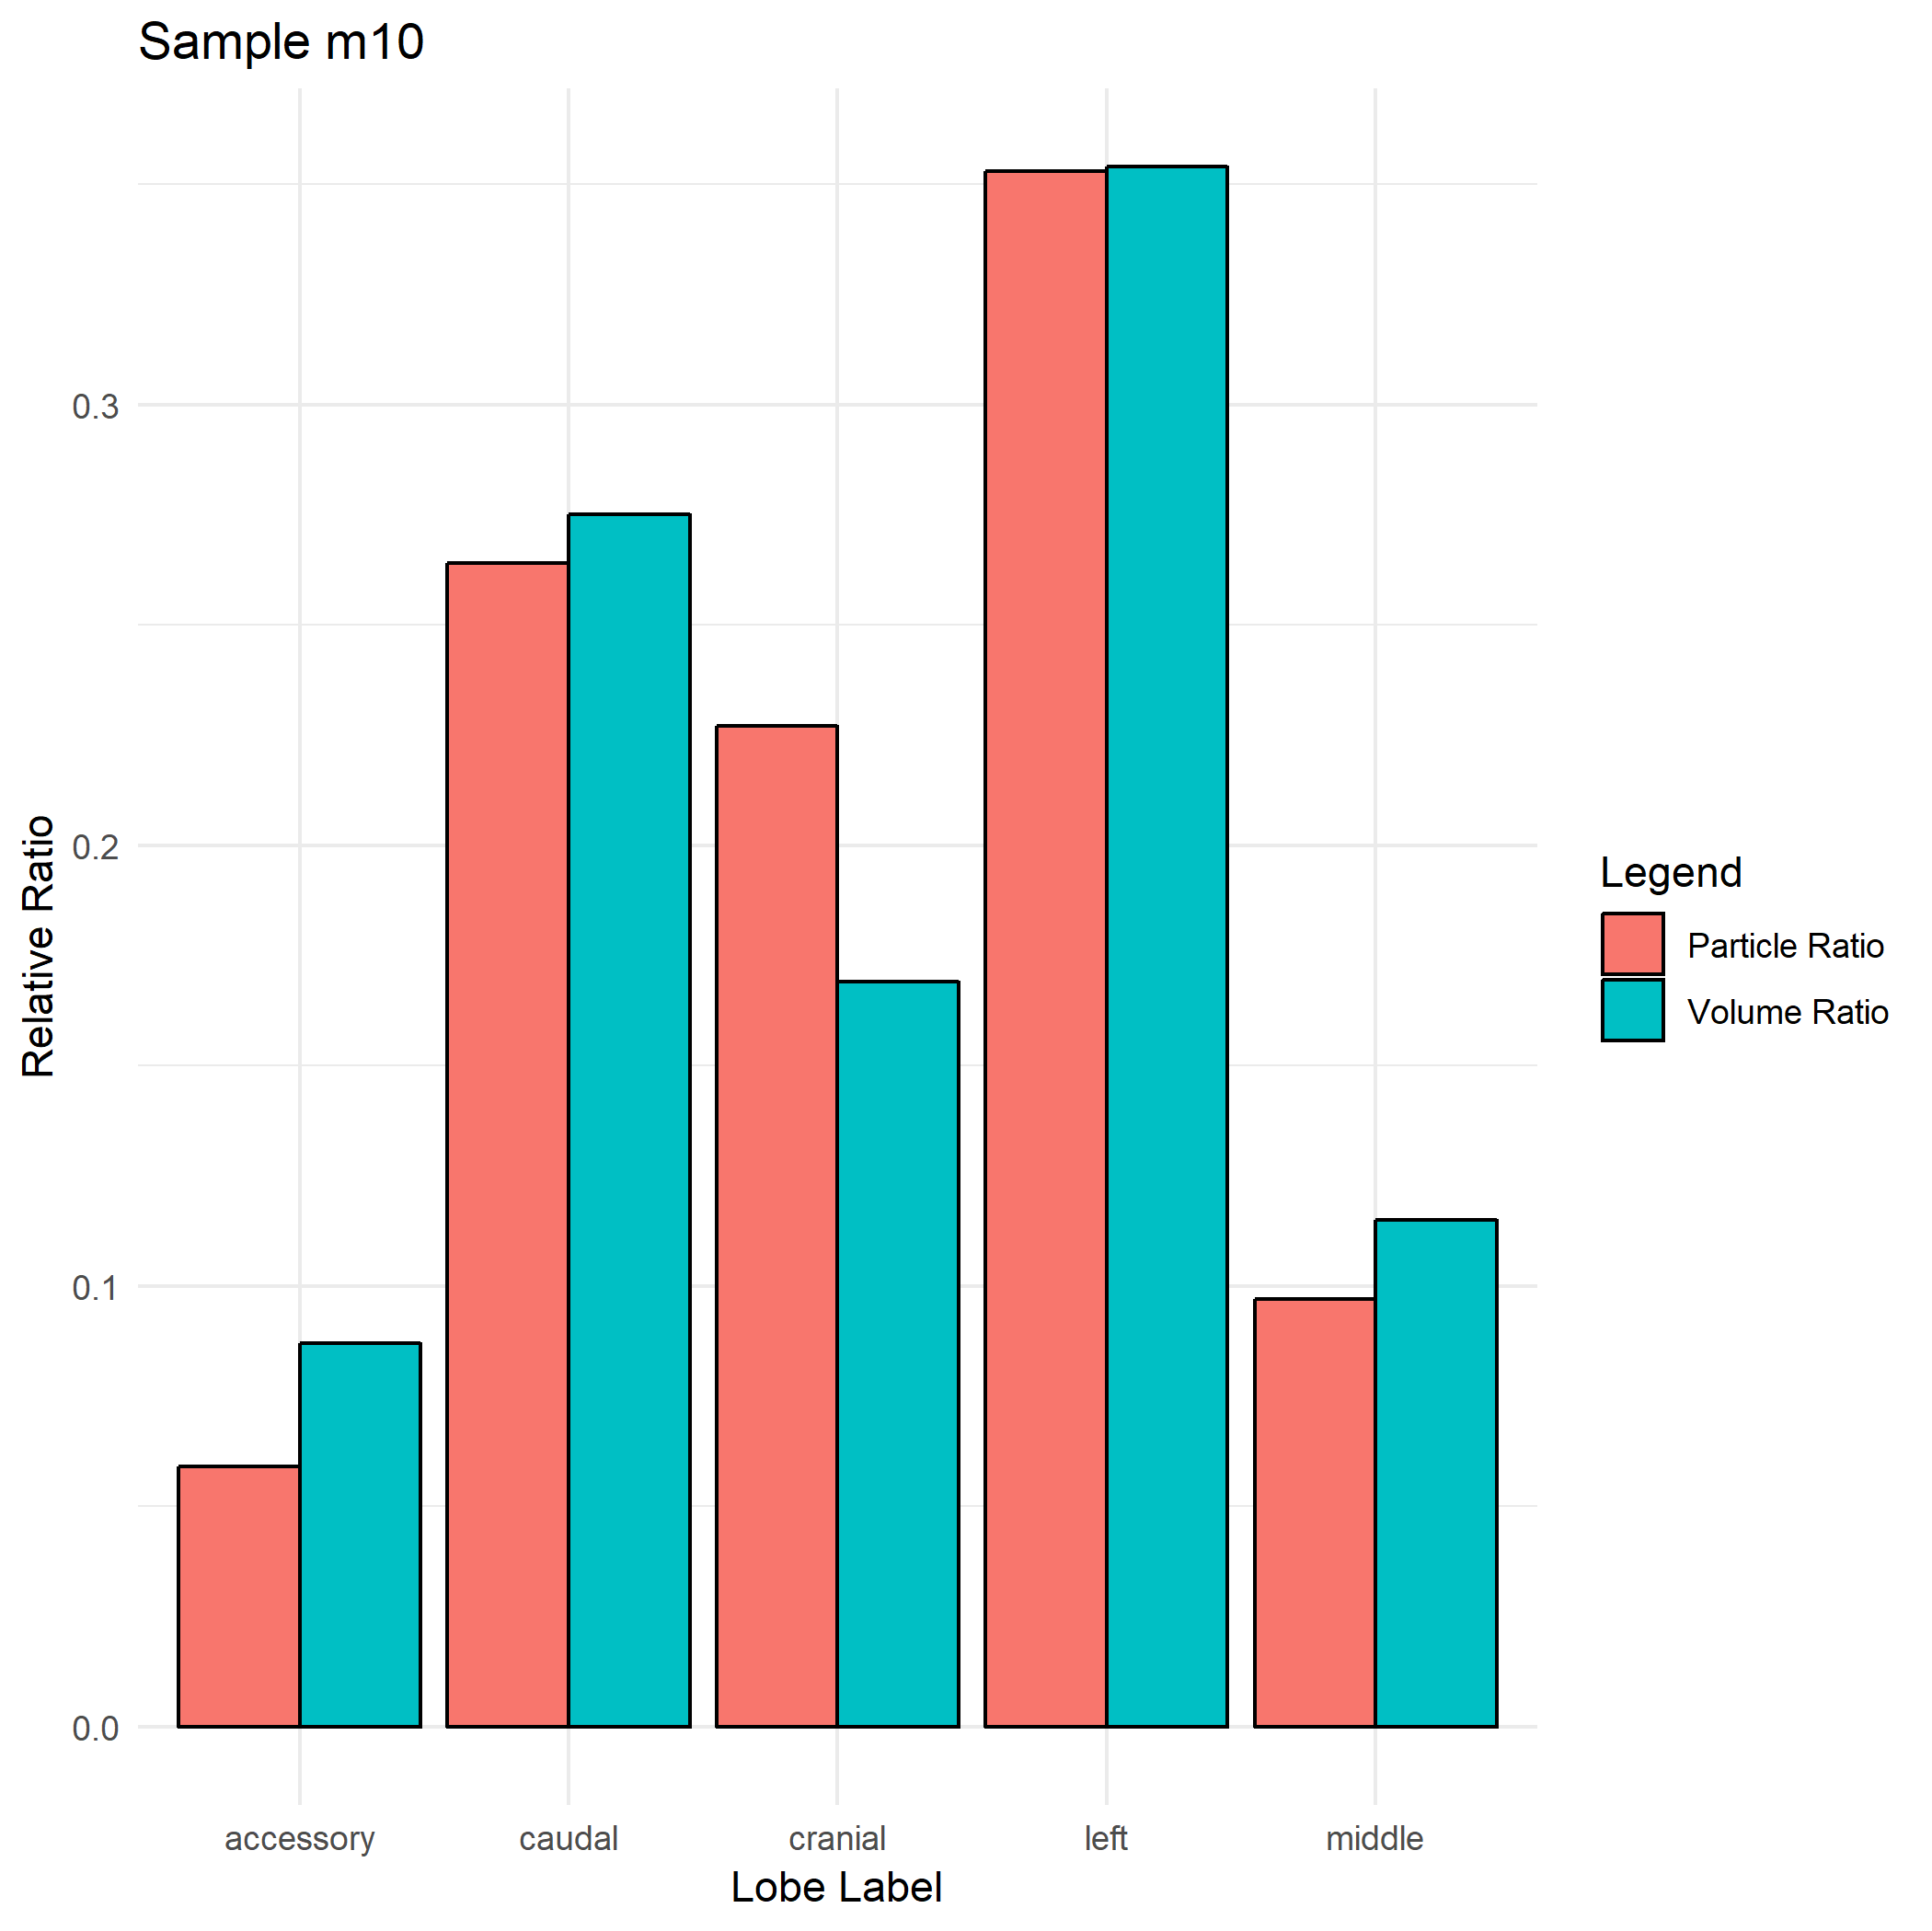 Sample m10
Relative Ratio
0.3
0.2
0.1
0.0
accessory
caudal
cranial
left
middle
Lobe Label
Legend
Particle Ratio
Volume Ratio